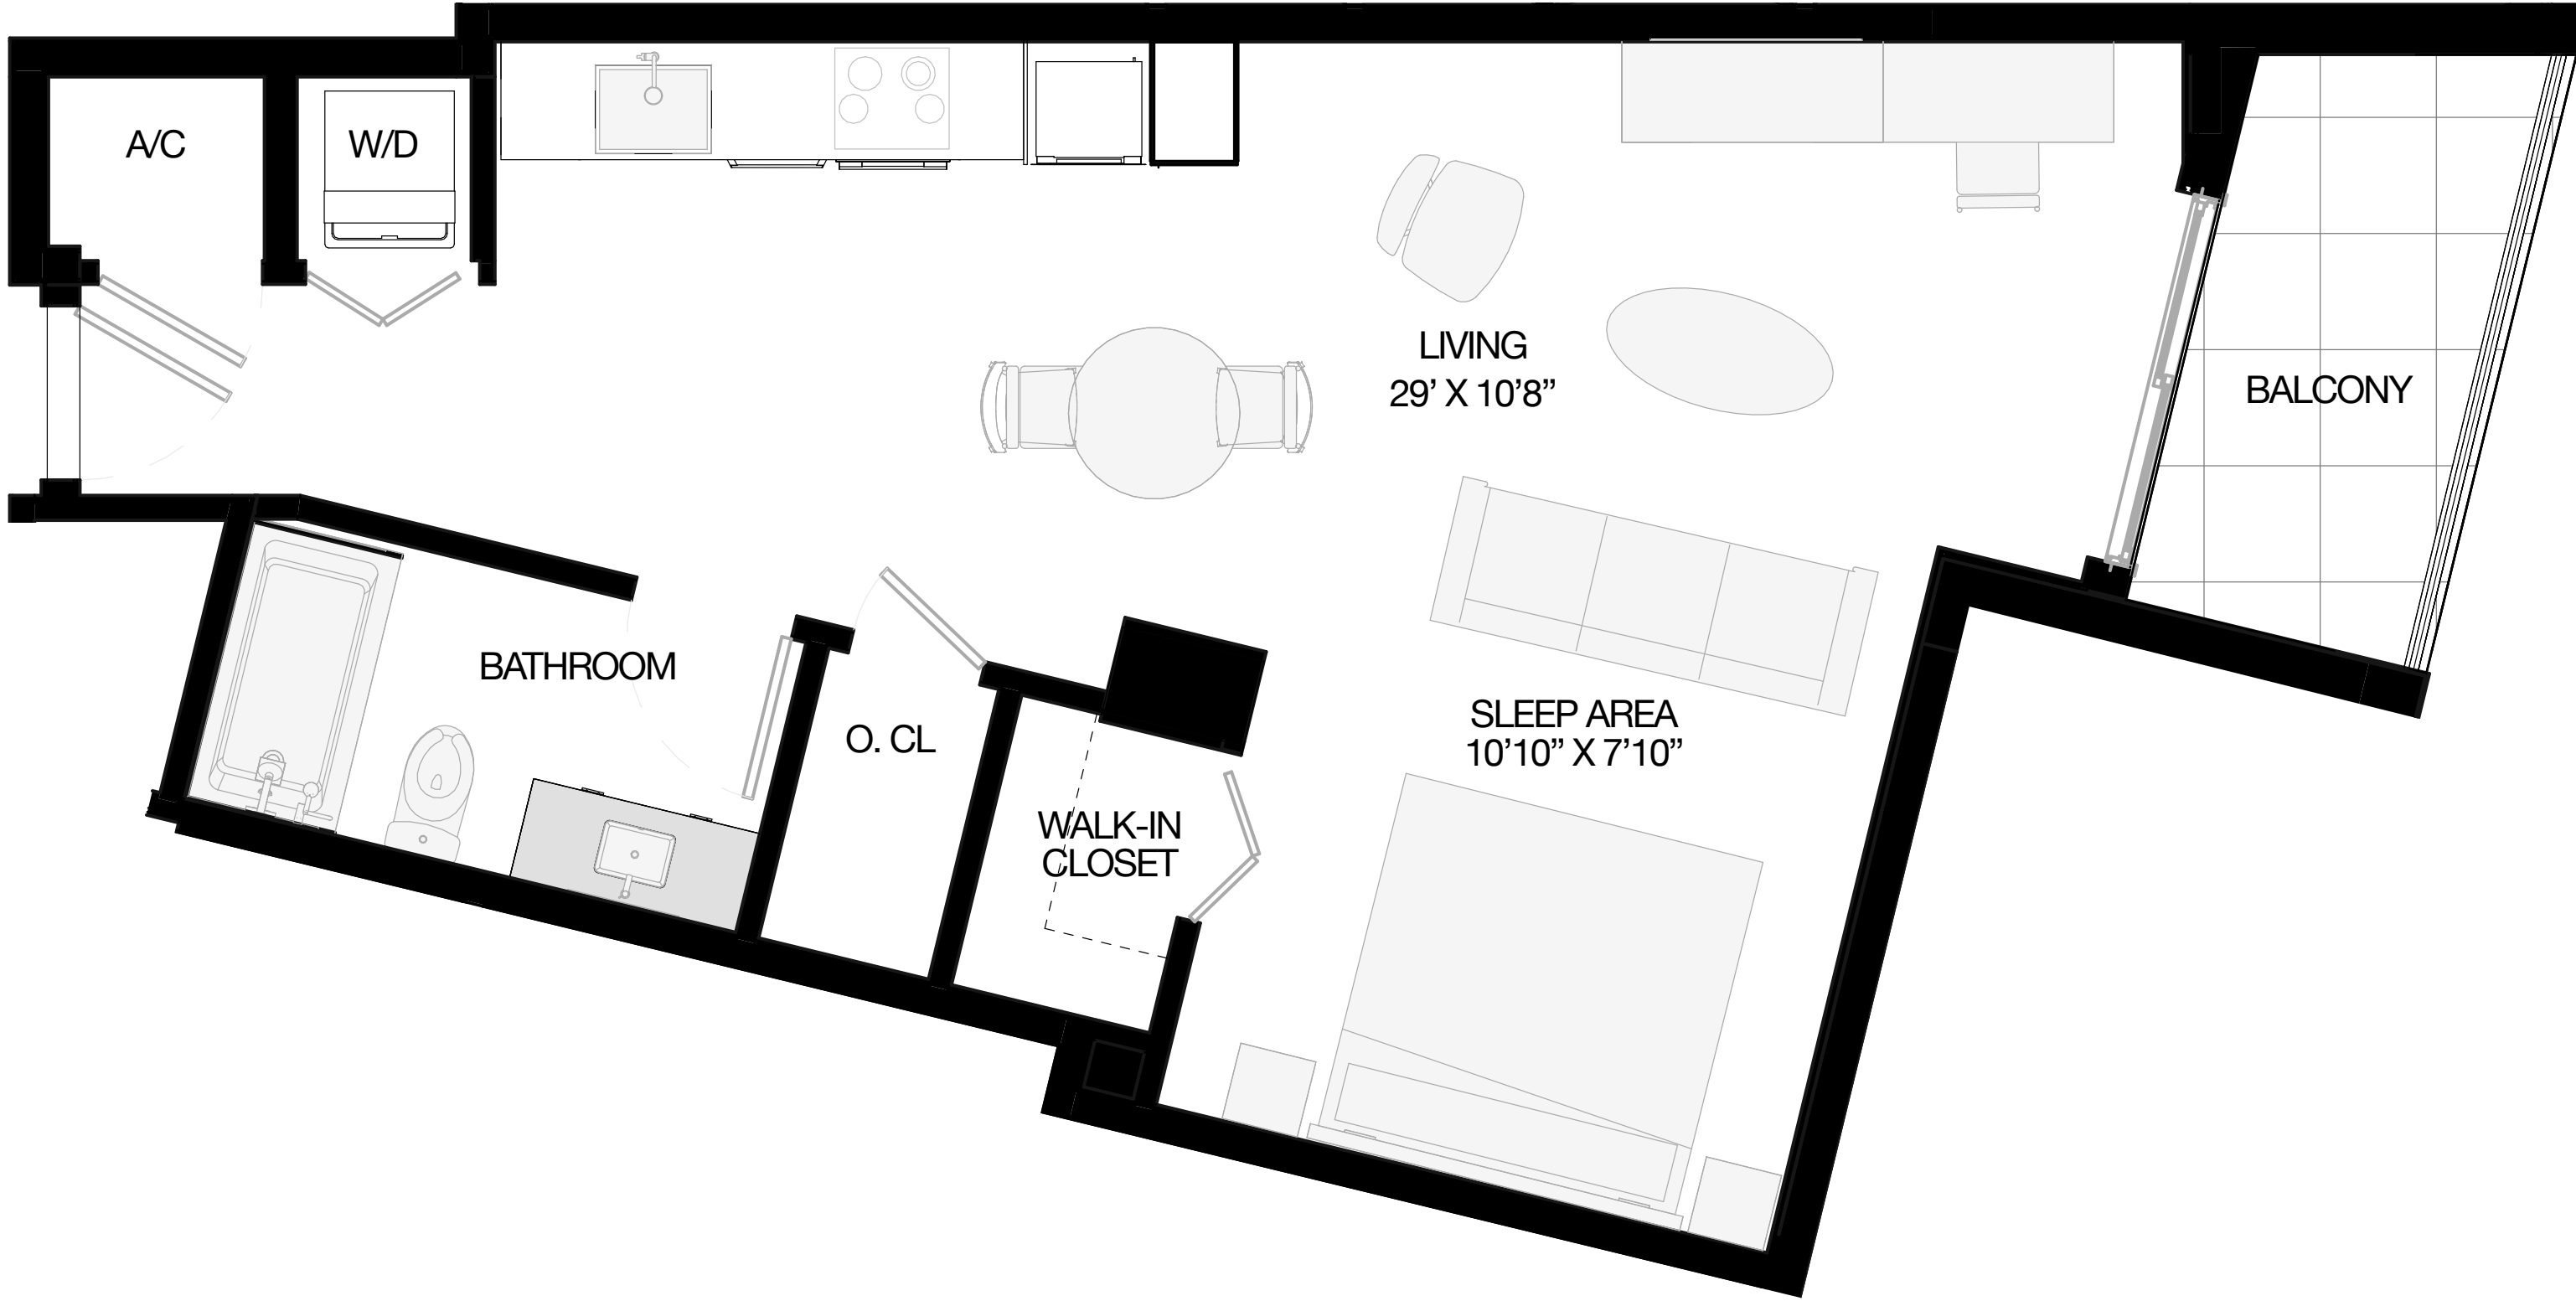 A/C
W/D
LIVING
29’ X 10’8”
BALCONY
BATHROOM
O. CL
SLEEP AREA
10’10” X 7’10”
WALK-IN
CLOSET